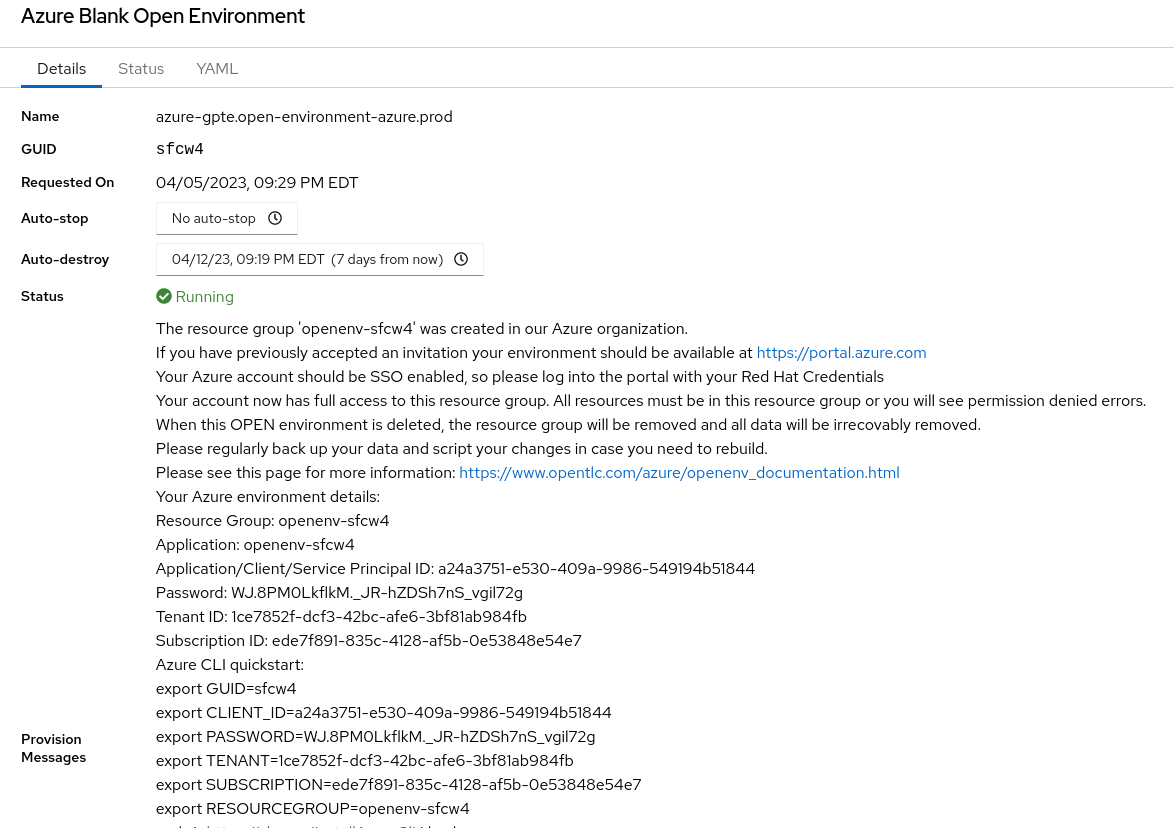 Azure Blank Open Environment
Details Status YAML
Name azure-gpte.open-environment-azure.prod
GUID sfcw4
Requested On 04/05/2023, 09:29 PM EDT
Auto-stop No auto-stop
Auto-destroy 04/12/23, 09:19 PM EDT (7 days from now)
Status Running
The resource group 'openenv-sfcw4' was created in our Azure organization.
If you have previously accepted an invitation your environment should be available at https://portal.azure.com
Your Azure account should be SSO enabled, so please log into the portal with your Red Hat Credentials
Your account now has full access to this resource group. All resources must be in this resource group or you will see permission denied errors.
When this OPEN environment is deleted, the resource group will be removed and all data will be irrecovably removed.
Please regularly back up your data and script your changes in case you need to rebuild.
Please see this page for more information: https://www.opentlc.com/azure/openenv_documentation.html
Your Azure environment details:
Resource Group: openenv-sfcw4
Application: openenv-sfcw4
Application/Client/Service Principal ID: a24a3751-e530-409a-9986-549194b51844
Password: WJ.8PM0LkflkM._JR-hZDSh7nS_vgil72g
Tenant ID: 1ce7852f-dcf3-42bc-afe6-3bf81ab984fb
Subscription ID: ede7f891-835c-4128-af5b-0e53848e54e7
Azure CLI quickstart:
export GUID=sfcw4
export CLIENT_ID=a24a3751-e530-409a-9986-549194b51844
Provision Messages
export PASSWORD=WJ.8PM0LkflkM._JR-hZDSh7nS_vgil72g
export TENANT=1ce7852f-dcf3-42bc-afe6-3bf81ab984fb
export SUBSCRIPTION=ede7f891-835c-4128-af5b-0e53848e54e7
export RESOURCEGROUP=openenv-sfcw4